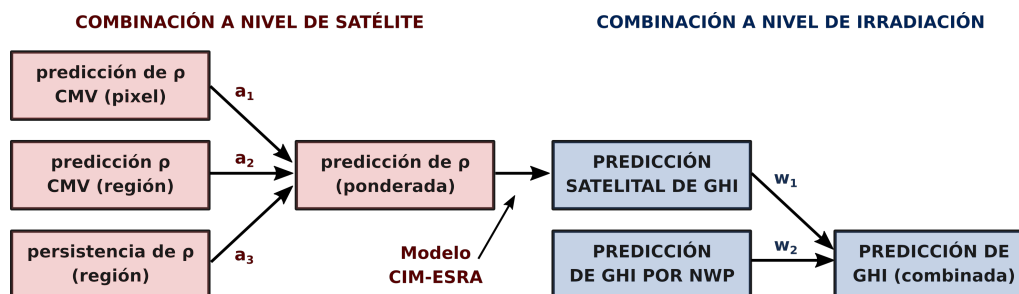 COMBINACIÓN A NIVEL DE SATÉLITE
COMBINACIÓN A NIVEL DE IRRADIACIÓN
predicción de ρ
CMV (pixel)
a₁
predicción ρ
CMV (región)
a₂
persistencia de ρ
(región)
a₃
predicción de ρ
(ponderada)
Modelo
CIM-ESRA
PREDICCIÓN
SATELITAL DE GHI
w₁
PREDICCIÓN
DE GHI POR NWP
w₂
PREDICCIÓN DE
GHI (combinada)